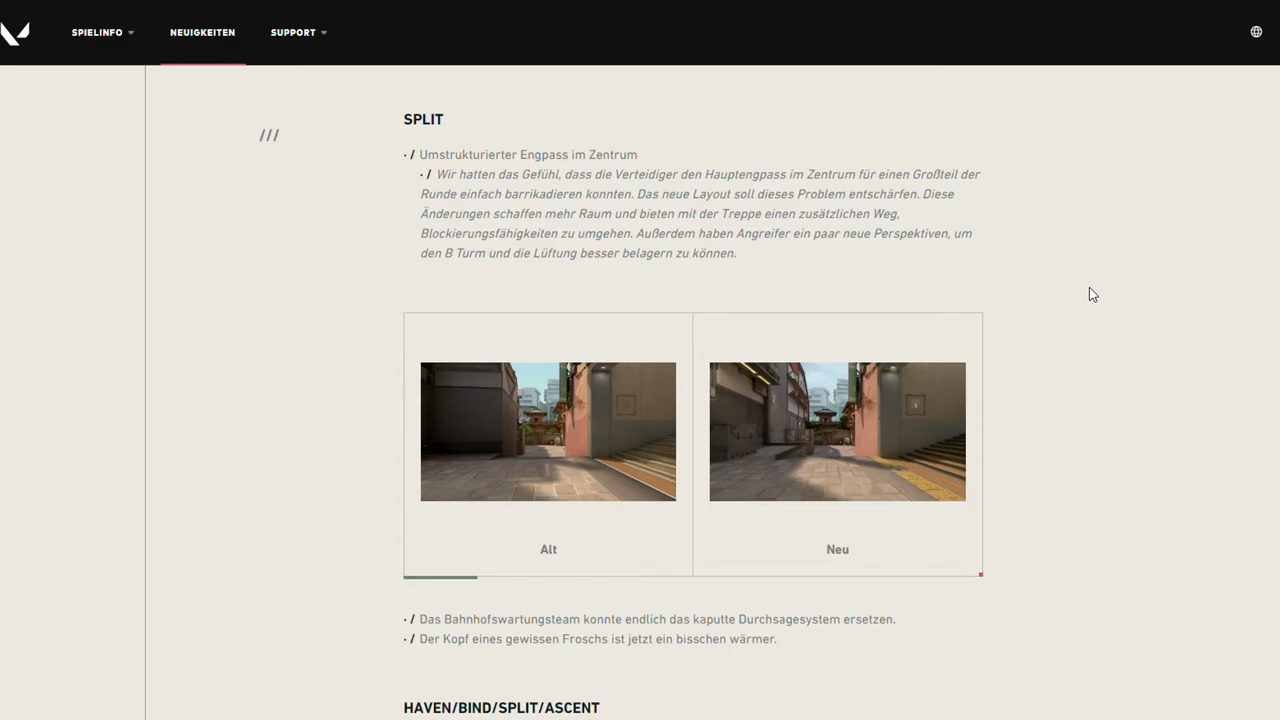 SPIELINFO NEUIGKEITEN SUPPORT
///
SPLIT
· / Umstrukturierter Engpass im Zentrum
· / Wir hatten das Gefühl, dass die Verteidiger den Hauptengpass im Zentrum für einen Großteil der
Runde einfach barrikadieren konnten. Das neue Layout soll dieses Problem entschärfen. Diese
Änderungen schaffen mehr Raum und bieten mit der Treppe einen zusätzlichen Weg,
Blockierungsfähigkeiten zu umgehen. Außerdem haben Angreifer ein paar neue Perspektiven, um
den B Turm und die Lüftung besser belagern zu können.
Alt Neu
· / Das Bahnhofswartungsteam konnte endlich das kaputte Durchsagesystem ersetzen.
· / Der Kopf eines gewissen Froschs ist jetzt ein bisschen wärmer.
HAVEN/BIND/SPLIT/ASCENT